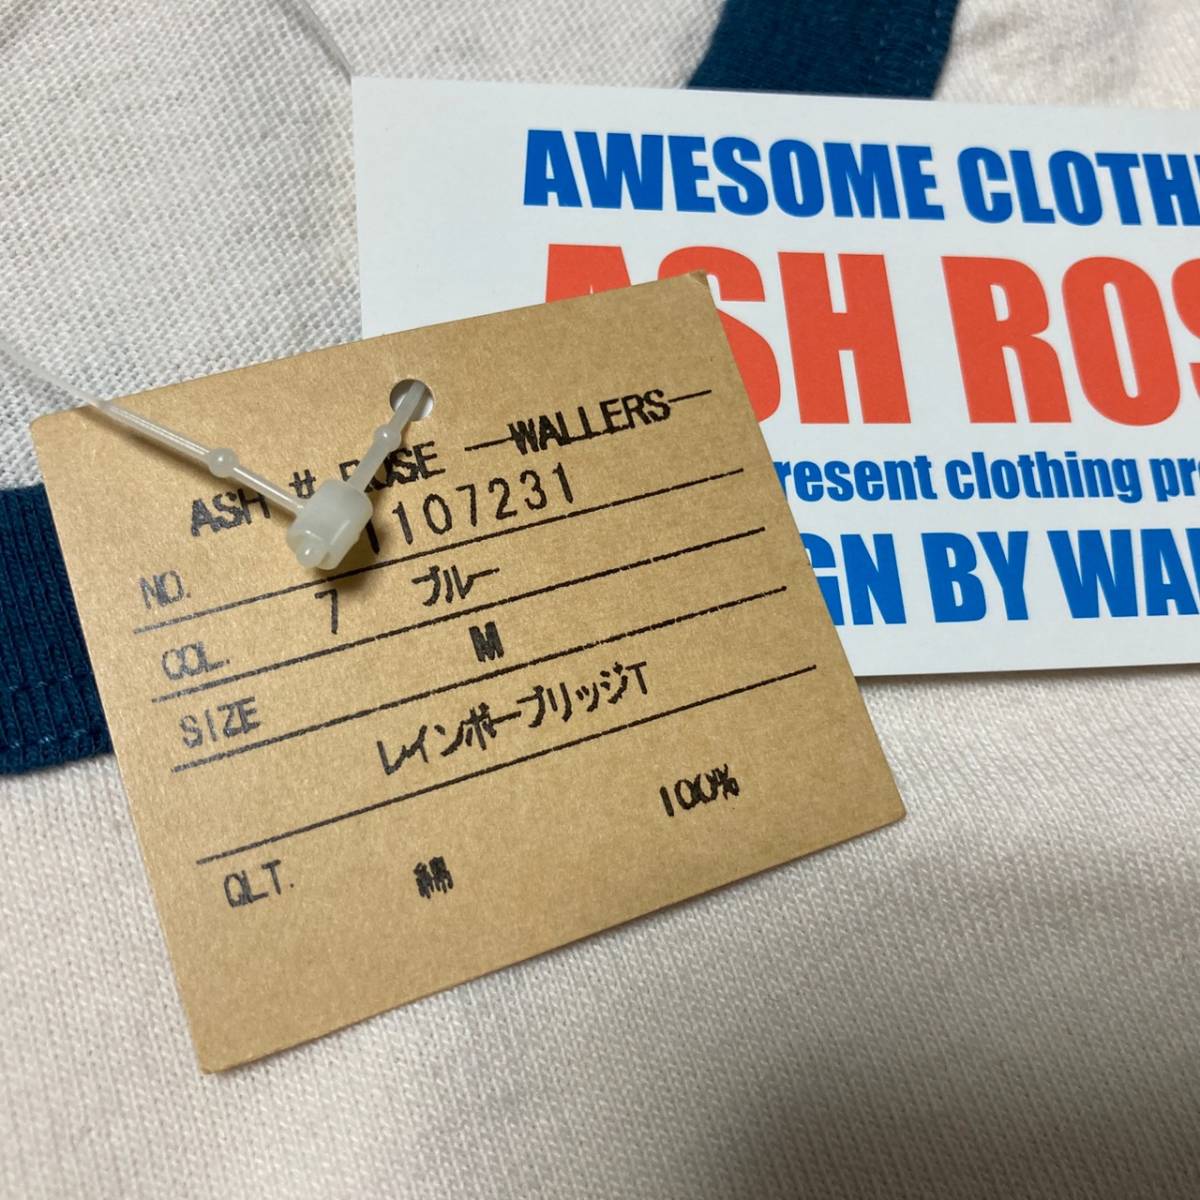 AWESOME CLOTH
ASH ROS
resent clothing pr
GN BY WA
ASH # ROSE —WALLERS—
NO. 1107231
COL. 7 ブルー
SIZE M
レインボーブリッジT
QLT. 綿 100%